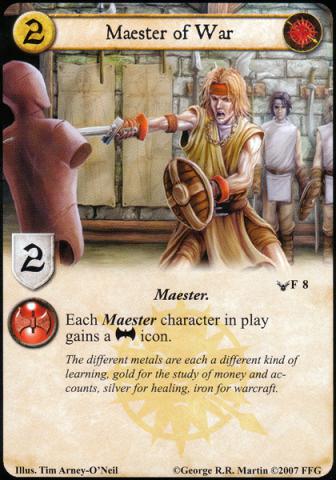 2 Maester of War
2
F 8
Maester.
Each Maester character in play
gains a icon.
The different metals are each a different kind of
learning, gold for the study of money and ac-
counts, silver for healing, iron for warcraft.
Illus. Tim Arney-O'Neil ©George R.R. Martin ©2007 FFG